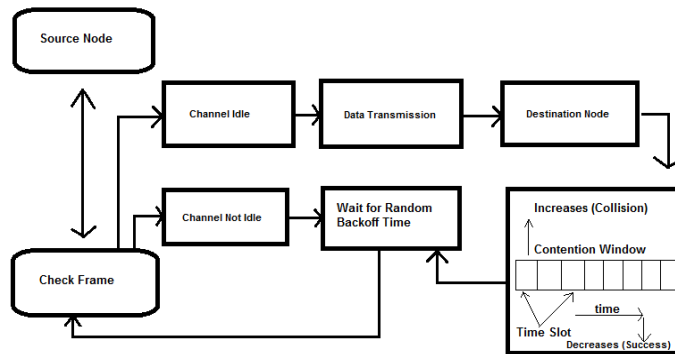 Source Node
Channel Idle
Data Transmission
Destination Node
Channel Not Idle
Wait for Random
Backoff Time
Check Frame
Increases (Collision)
Contention Window
time
Time Slot
Decreases (Success)